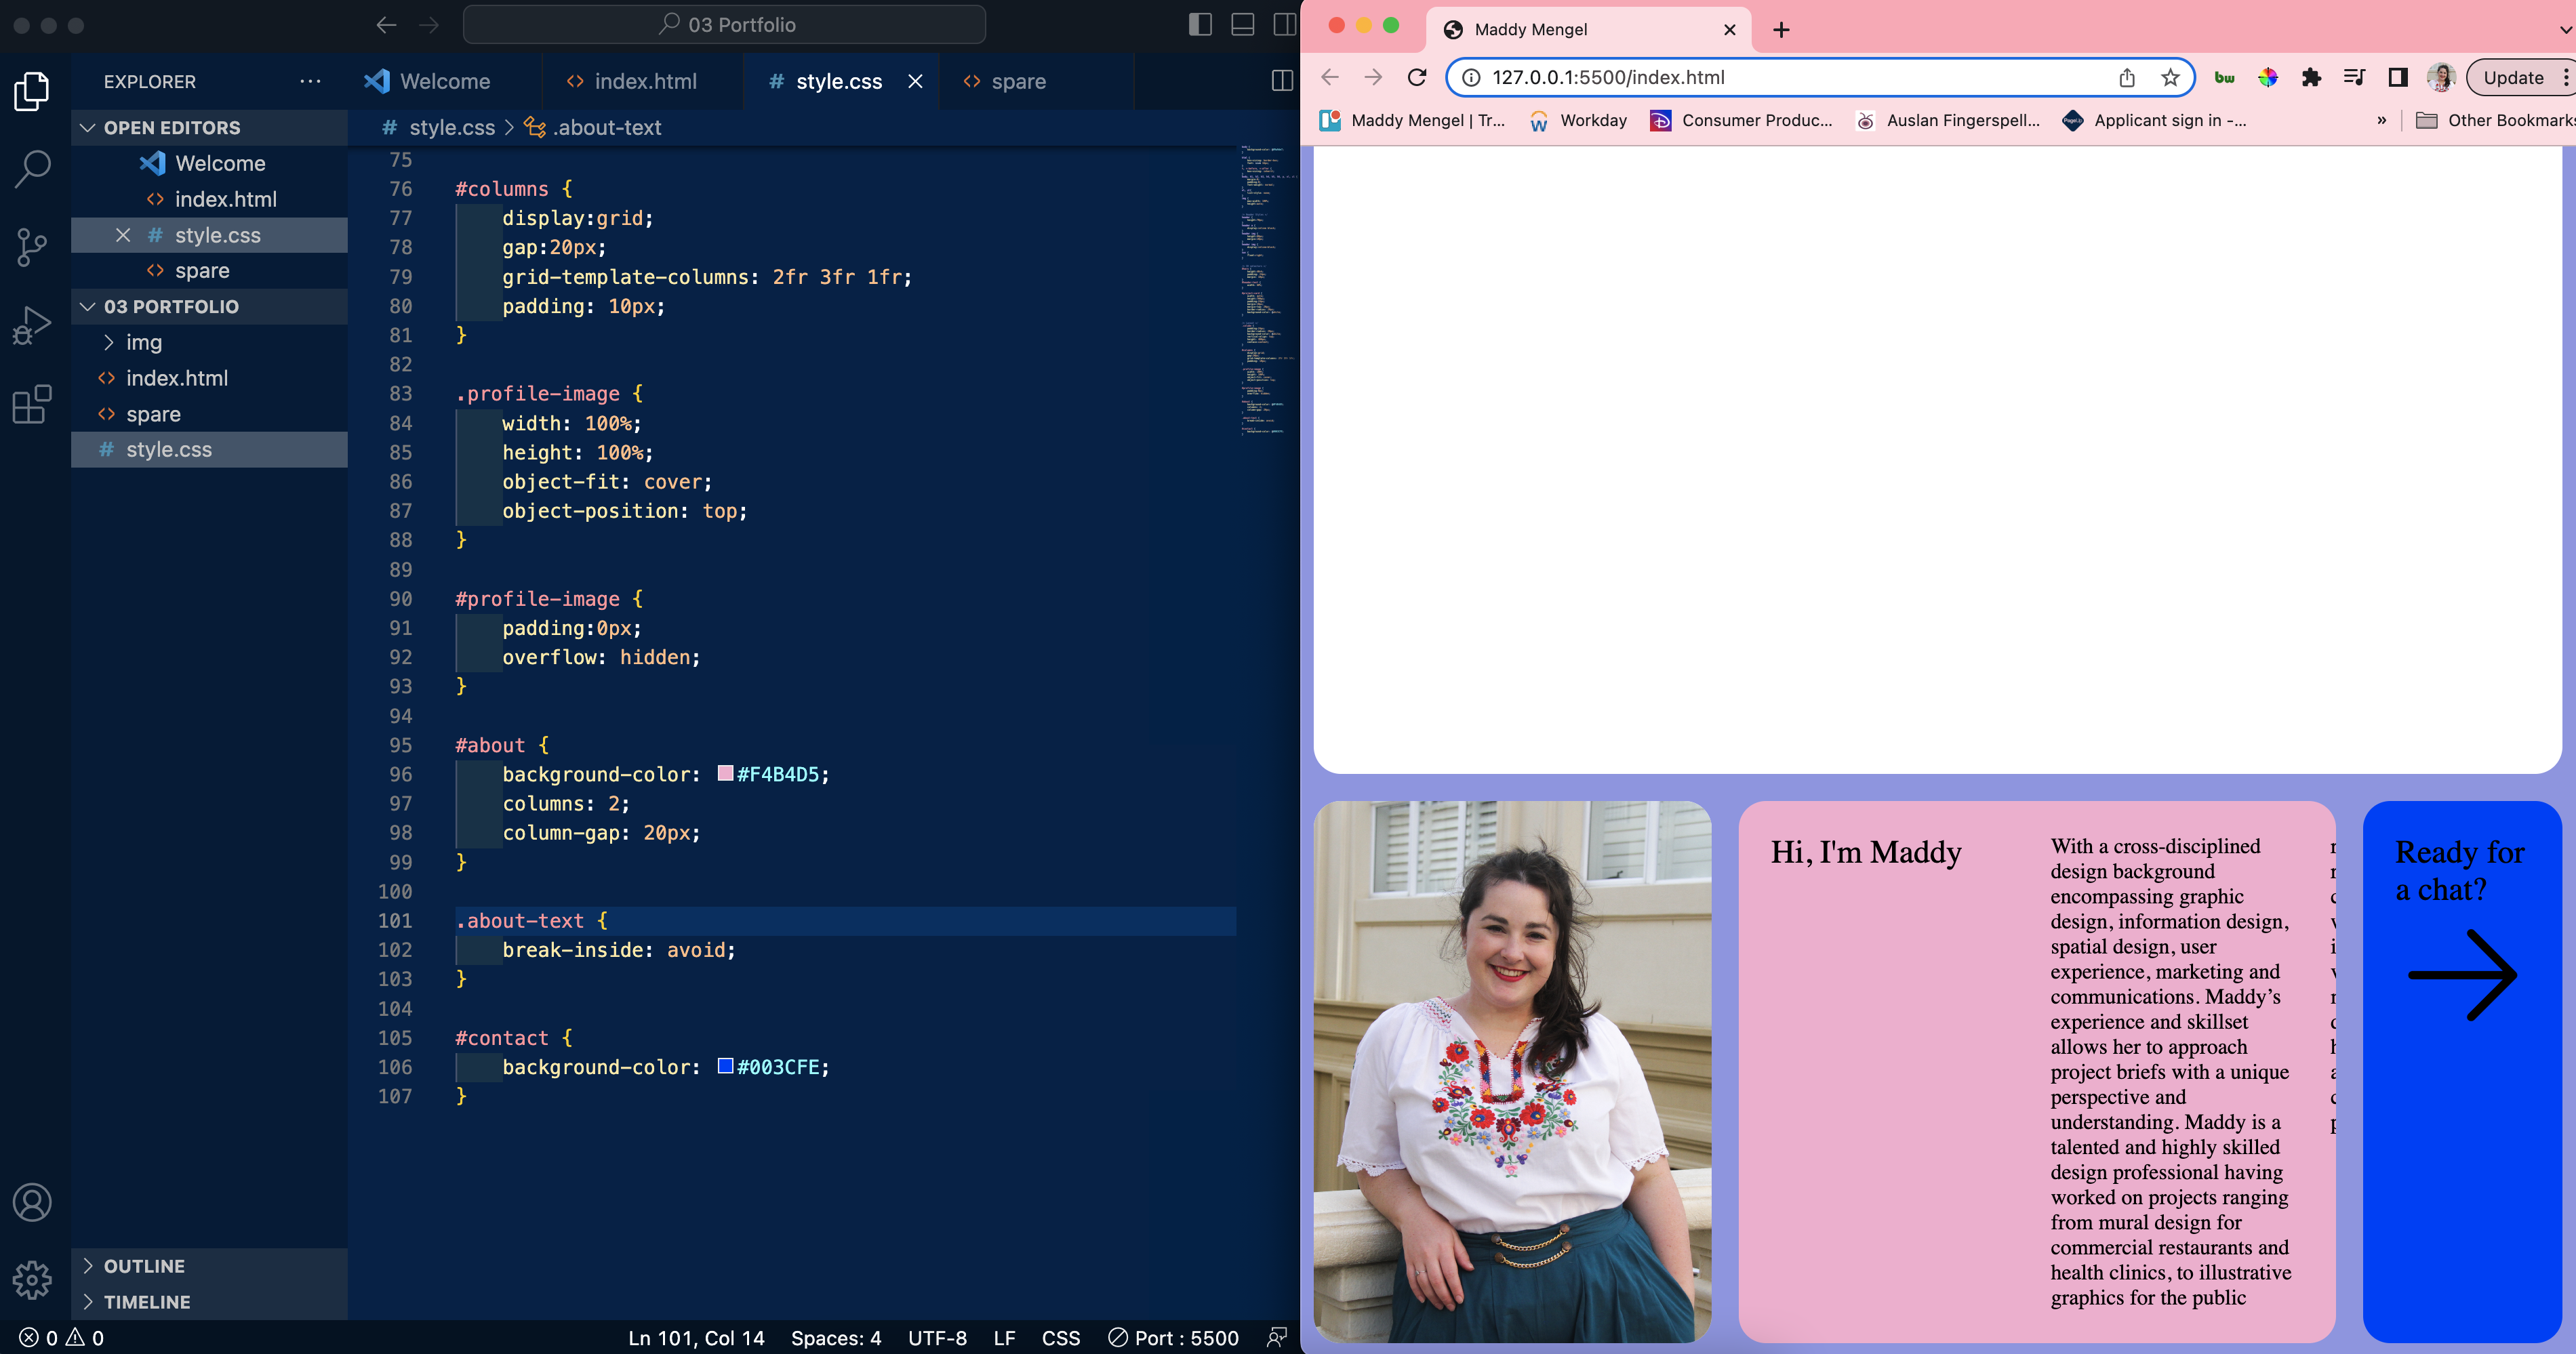 03 Portfolio
EXPLORER
Welcome
index.html
style.css
spare
OPEN EDITORS
Welcome
index.html
style.css
spare
03 PORTFOLIO
img
index.html
spare
style.css
OUTLINE
TIMELINE
style.css > .about-text
75
76 #columns {
77 display:grid;
78 gap:20px;
79 grid-template-columns: 2fr 3fr 1fr;
80 padding: 10px;
81 }
82
83 .profile-image {
84 width: 100%;
85 height: 100%;
86 object-fit: cover;
87 object-position: top;
88 }
89
90 #profile-image {
91 padding:0px;
92 overflow: hidden;
93 }
94
95 #about {
96 background-color: #F4B4D5;
97 columns: 2;
98 column-gap: 20px;
99 }
100
101 .about-text {
102 break-inside: avoid;
103 }
104
105 #contact {
106 background-color: #003CFE;
107 }
0 0
Ln 101, Col 14
Spaces: 4
UTF-8
LF
CSS
Port : 5500
Maddy Mengel
127.0.0.1:5500/index.html
bw
Update
Maddy Mengel | Tr...
Workday
Consumer Produc...
Auslan Fingerspell...
Applicant sign in -...
»
Other Bookmarks
Hi, I'm Maddy
With a cross-disciplined
design background
encompassing graphic
design, information design,
spatial design, user
experience, marketing and
communications. Maddy’s
experience and skillset
allows her to approach
project briefs with a unique
perspective and
understanding. Maddy is a
talented and highly skilled
design professional having
worked on projects ranging
from mural design for
commercial restaurants and
health clinics, to illustrative
graphics for the public
Ready for
a chat?